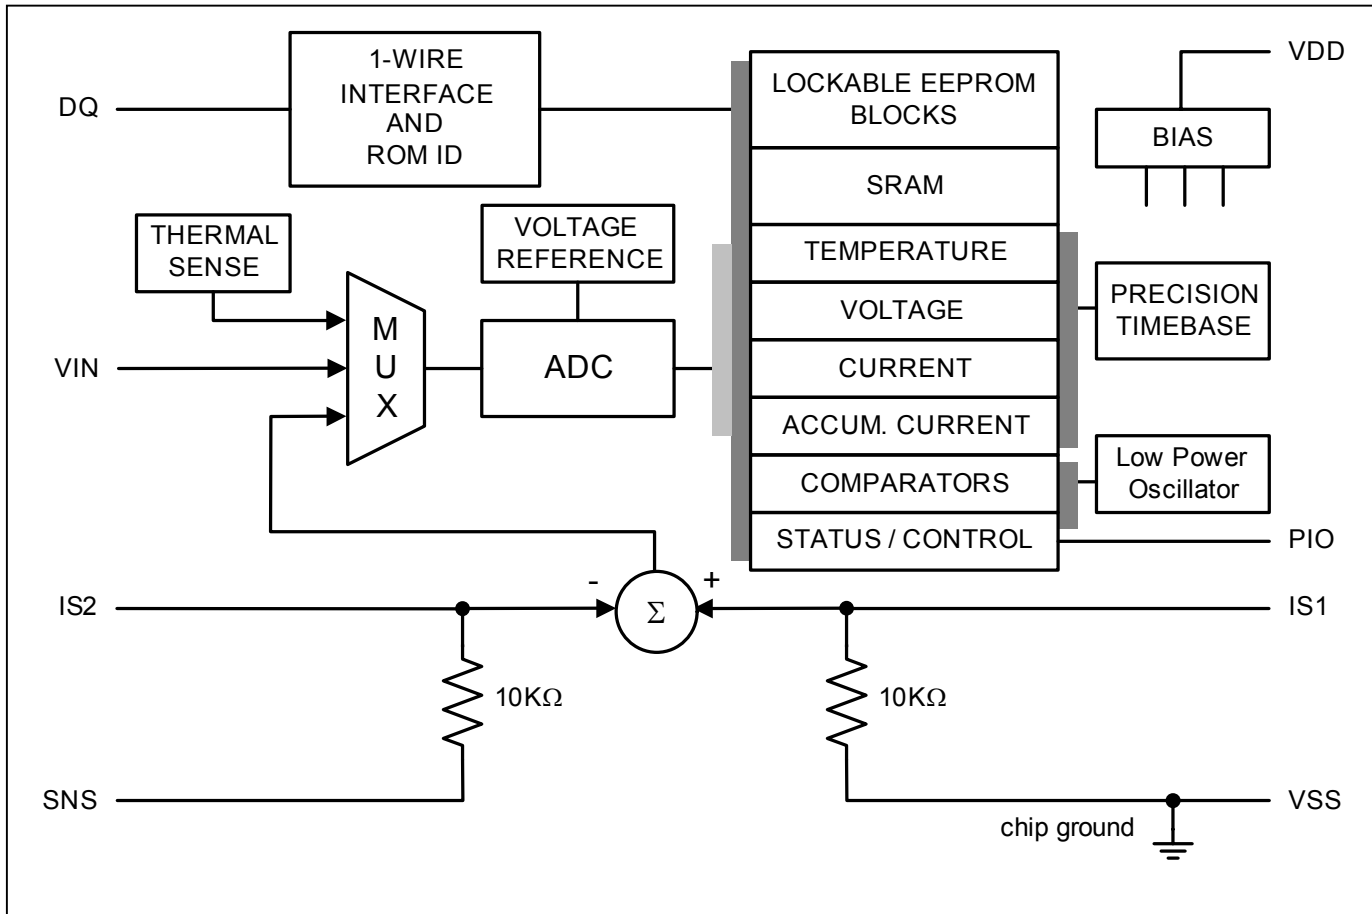 1-WIRE
INTERFACE
AND
ROM ID
DQ
LOCKABLE EEPROM
BLOCKS
VDD
BIAS
SRAM
THERMAL
SENSE
VOLTAGE
REFERENCE
TEMPERATURE
PRECISION
TIMEBASE
VOLTAGE
M
U
X
VIN
ADC
CURRENT
ACCUM. CURRENT
Low Power
Oscillator
COMPARATORS
STATUS / CONTROL
PIO
-
+
IS2
Σ
IS1
10KΩ
10KΩ
SNS
VSS
chip ground